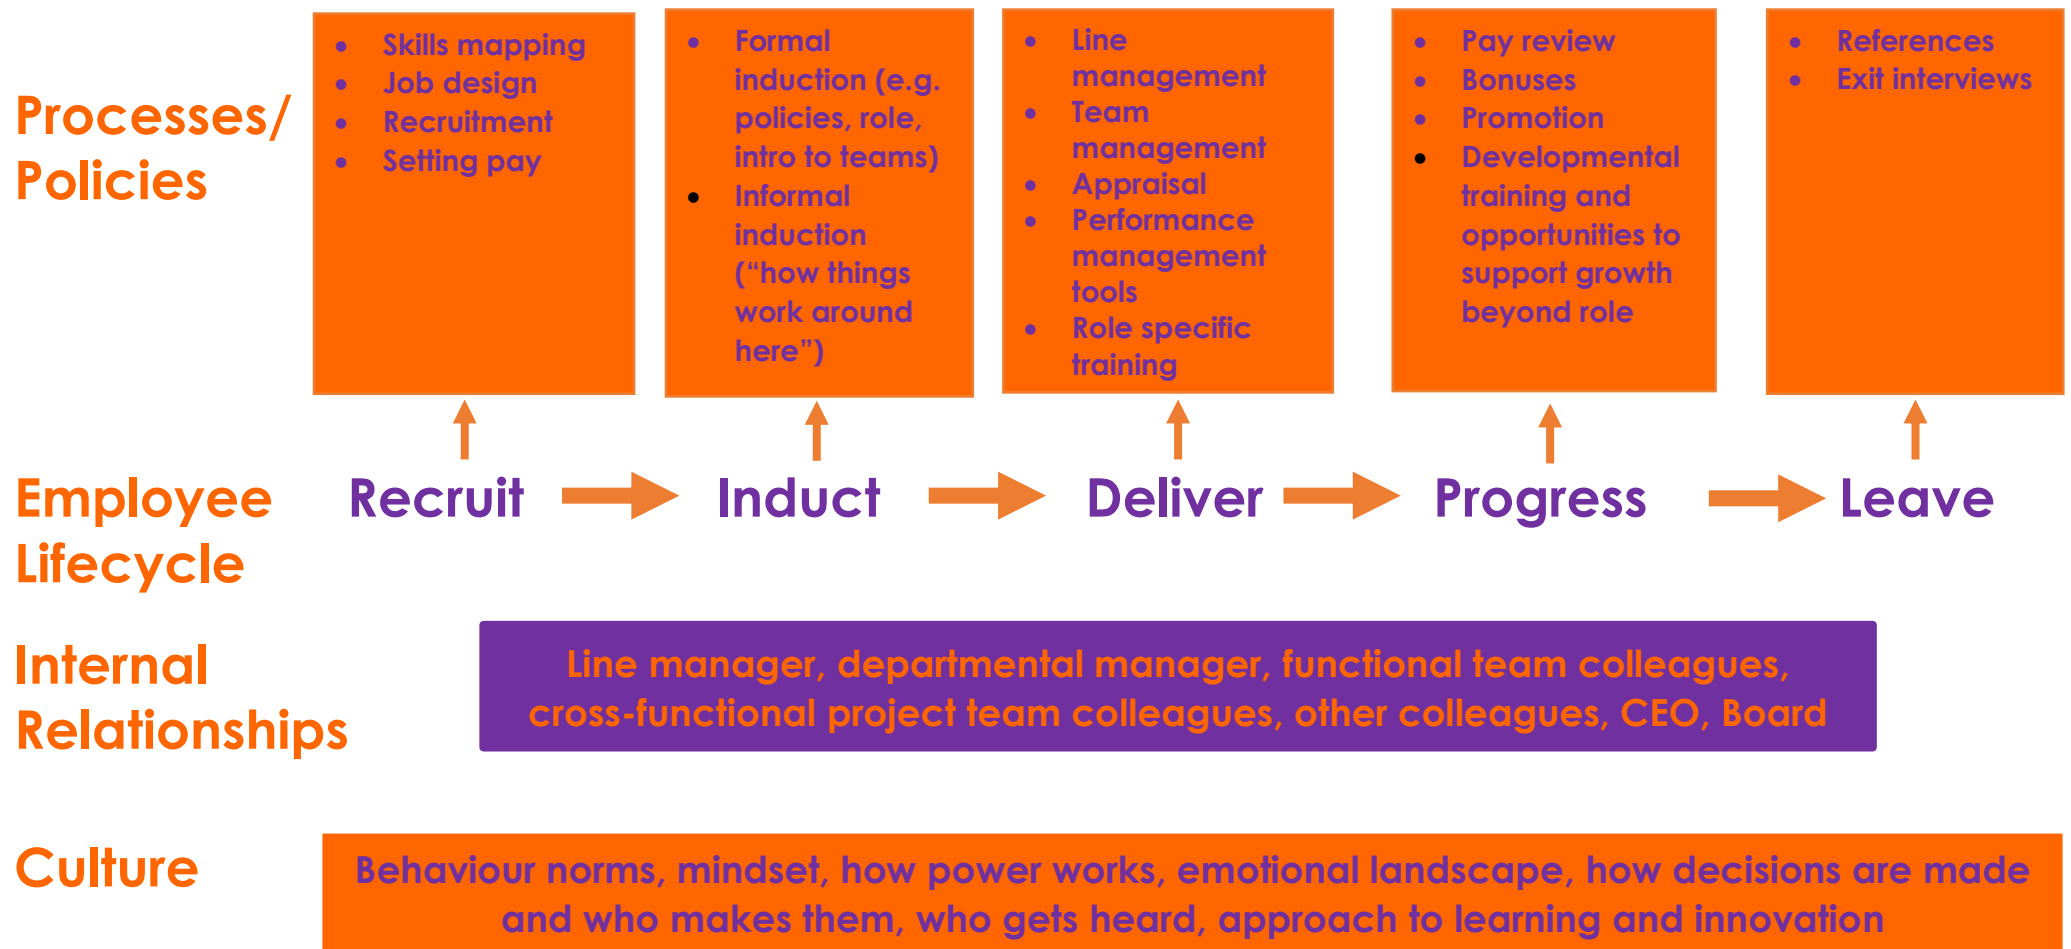 Processes/
Policies
• Skills mapping
• Job design
• Recruitment
• Setting pay
• Formal
induction (e.g.
policies, role,
intro to teams)
• Informal
induction
(“how things
work around
here”)
• Line
management
• Team
management
• Appraisal
• Performance
management
tools
• Role specific
training
• Pay review
• Bonuses
• Promotion
• Developmental
training and
opportunities to
support growth
beyond role
• References
• Exit interviews
Employee
Lifecycle
Recruit
Induct
Deliver
Progress
Leave
Internal
Relationships
Line manager, departmental manager, functional team colleagues,
cross-functional project team colleagues, other colleagues, CEO, Board
Culture
Behaviour norms, mindset, how power works, emotional landscape, how decisions are made
and who makes them, who gets heard, approach to learning and innovation